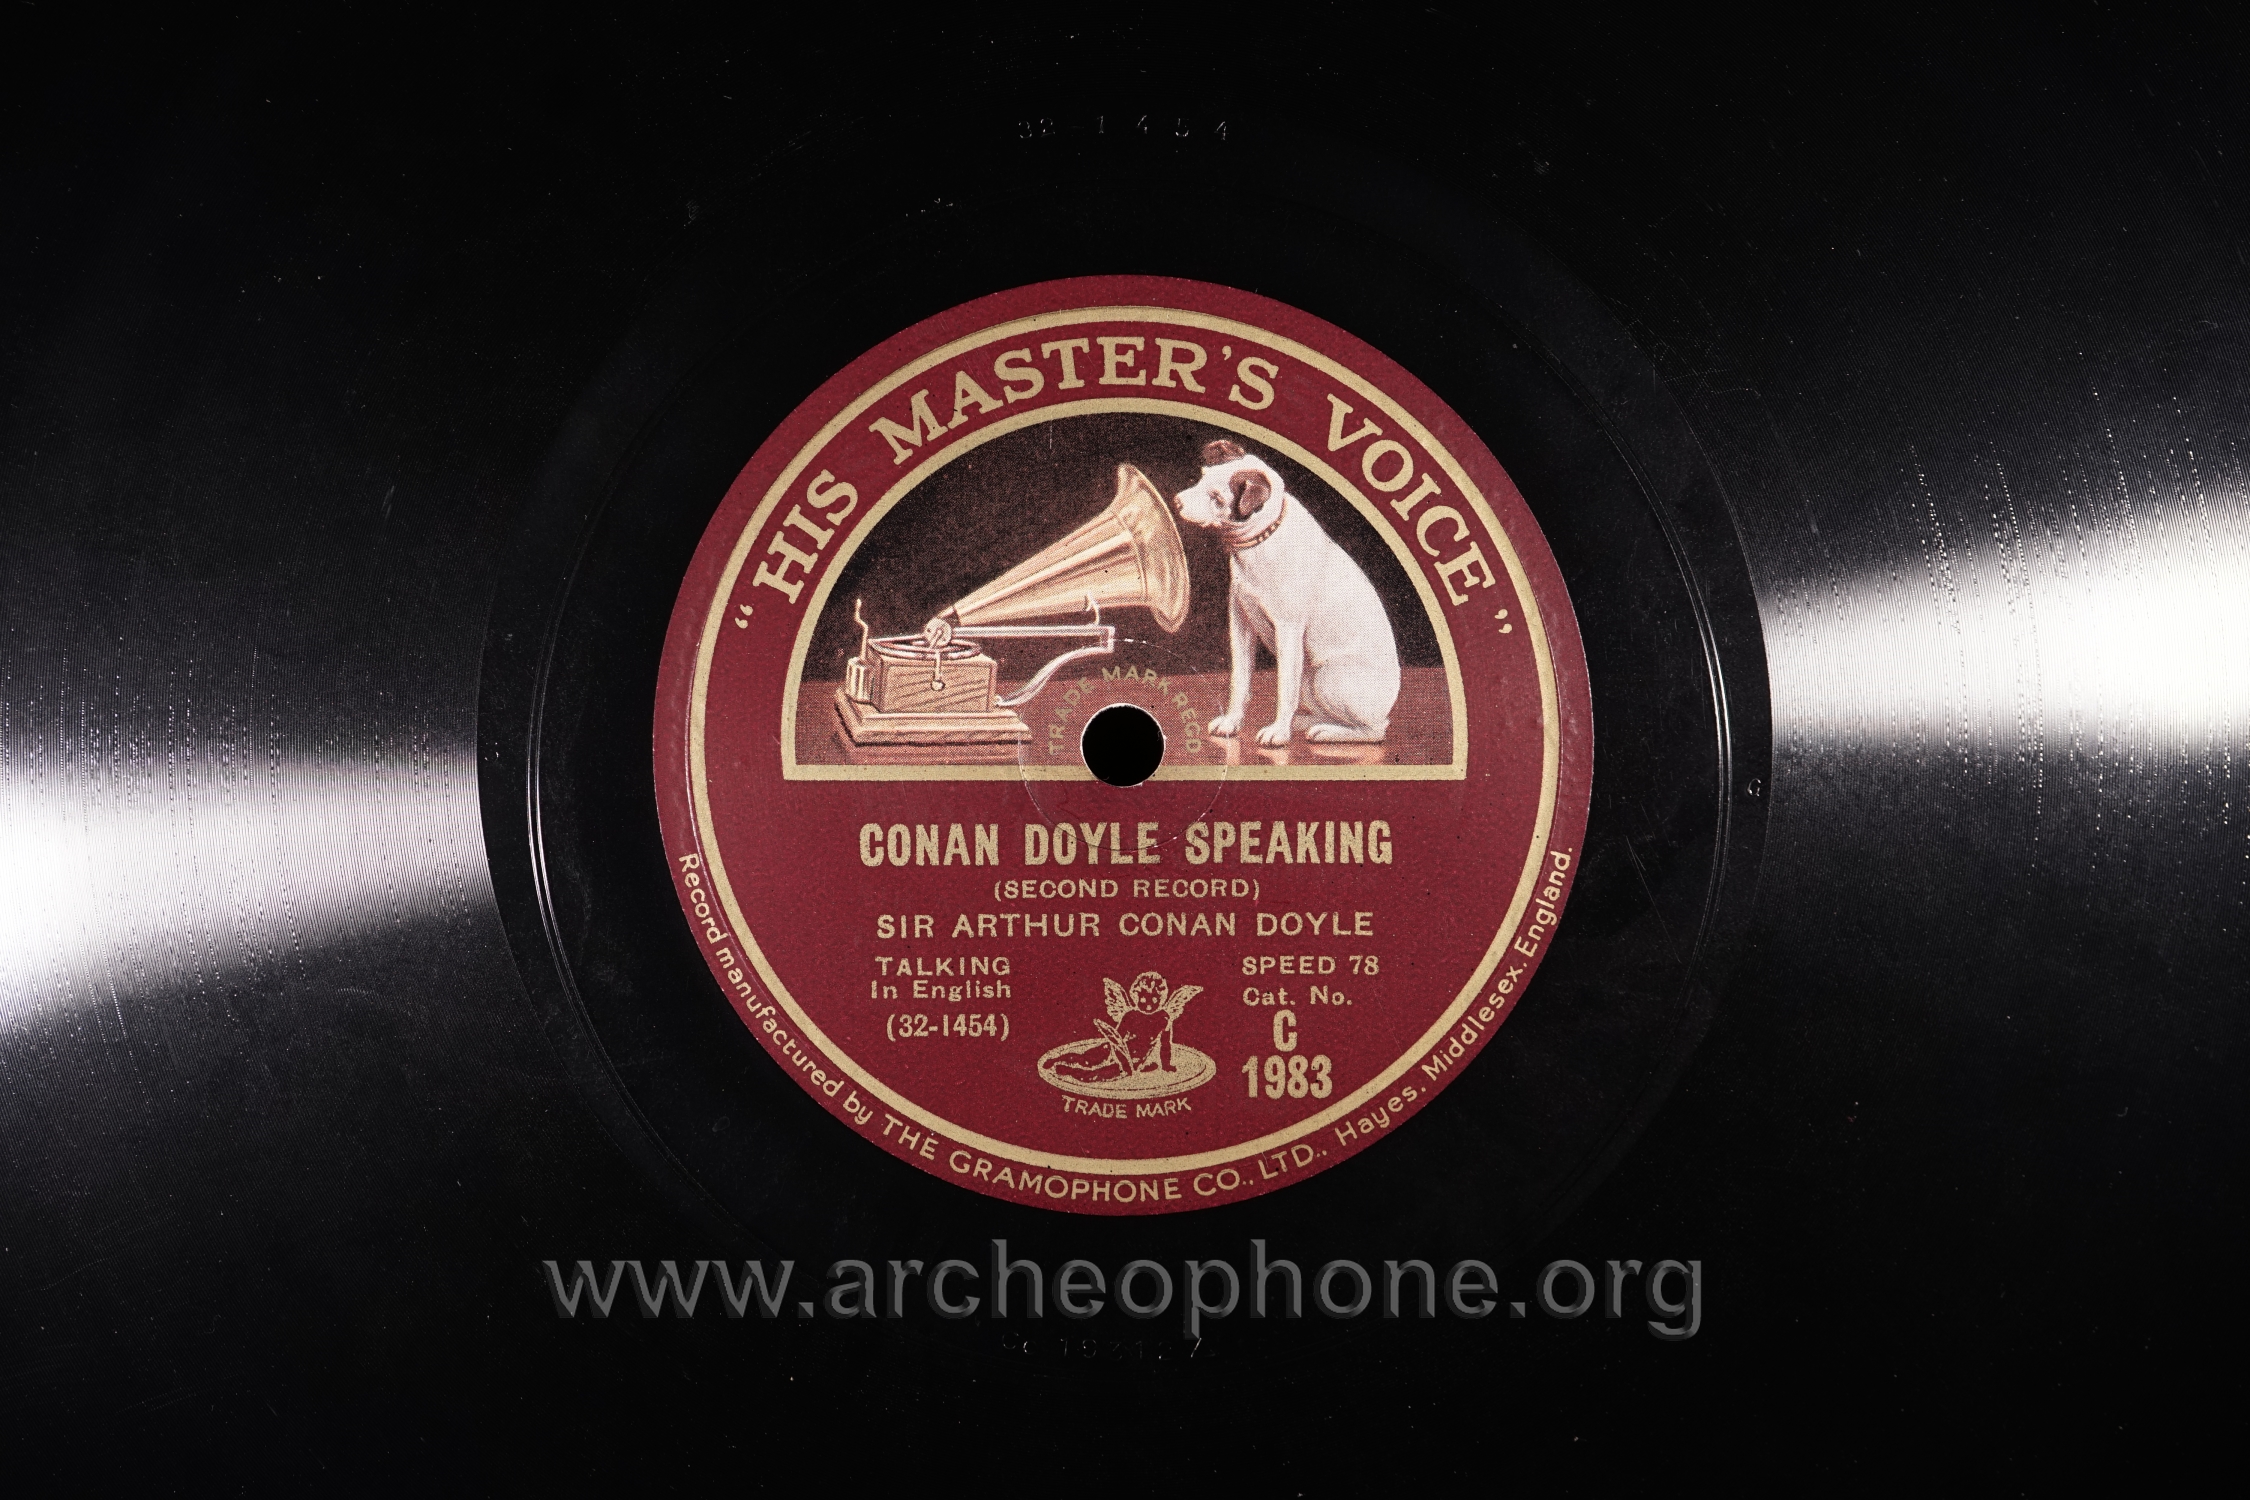 32-1454
"HIS MASTER'S VOICE"
TRADE MARK REGD
CONAN DOYLE SPEAKING
(SECOND RECORD)
SIR ARTHUR CONAN DOYLE
TALKING
In English
(32-1454)
SPEED 78
Cat. No.
C
1983
TRADE MARK
Record manufactured by THE GRAMOPHONE CO., LTD., Hayes. Middlesex. England.
G
www.archeophone.org